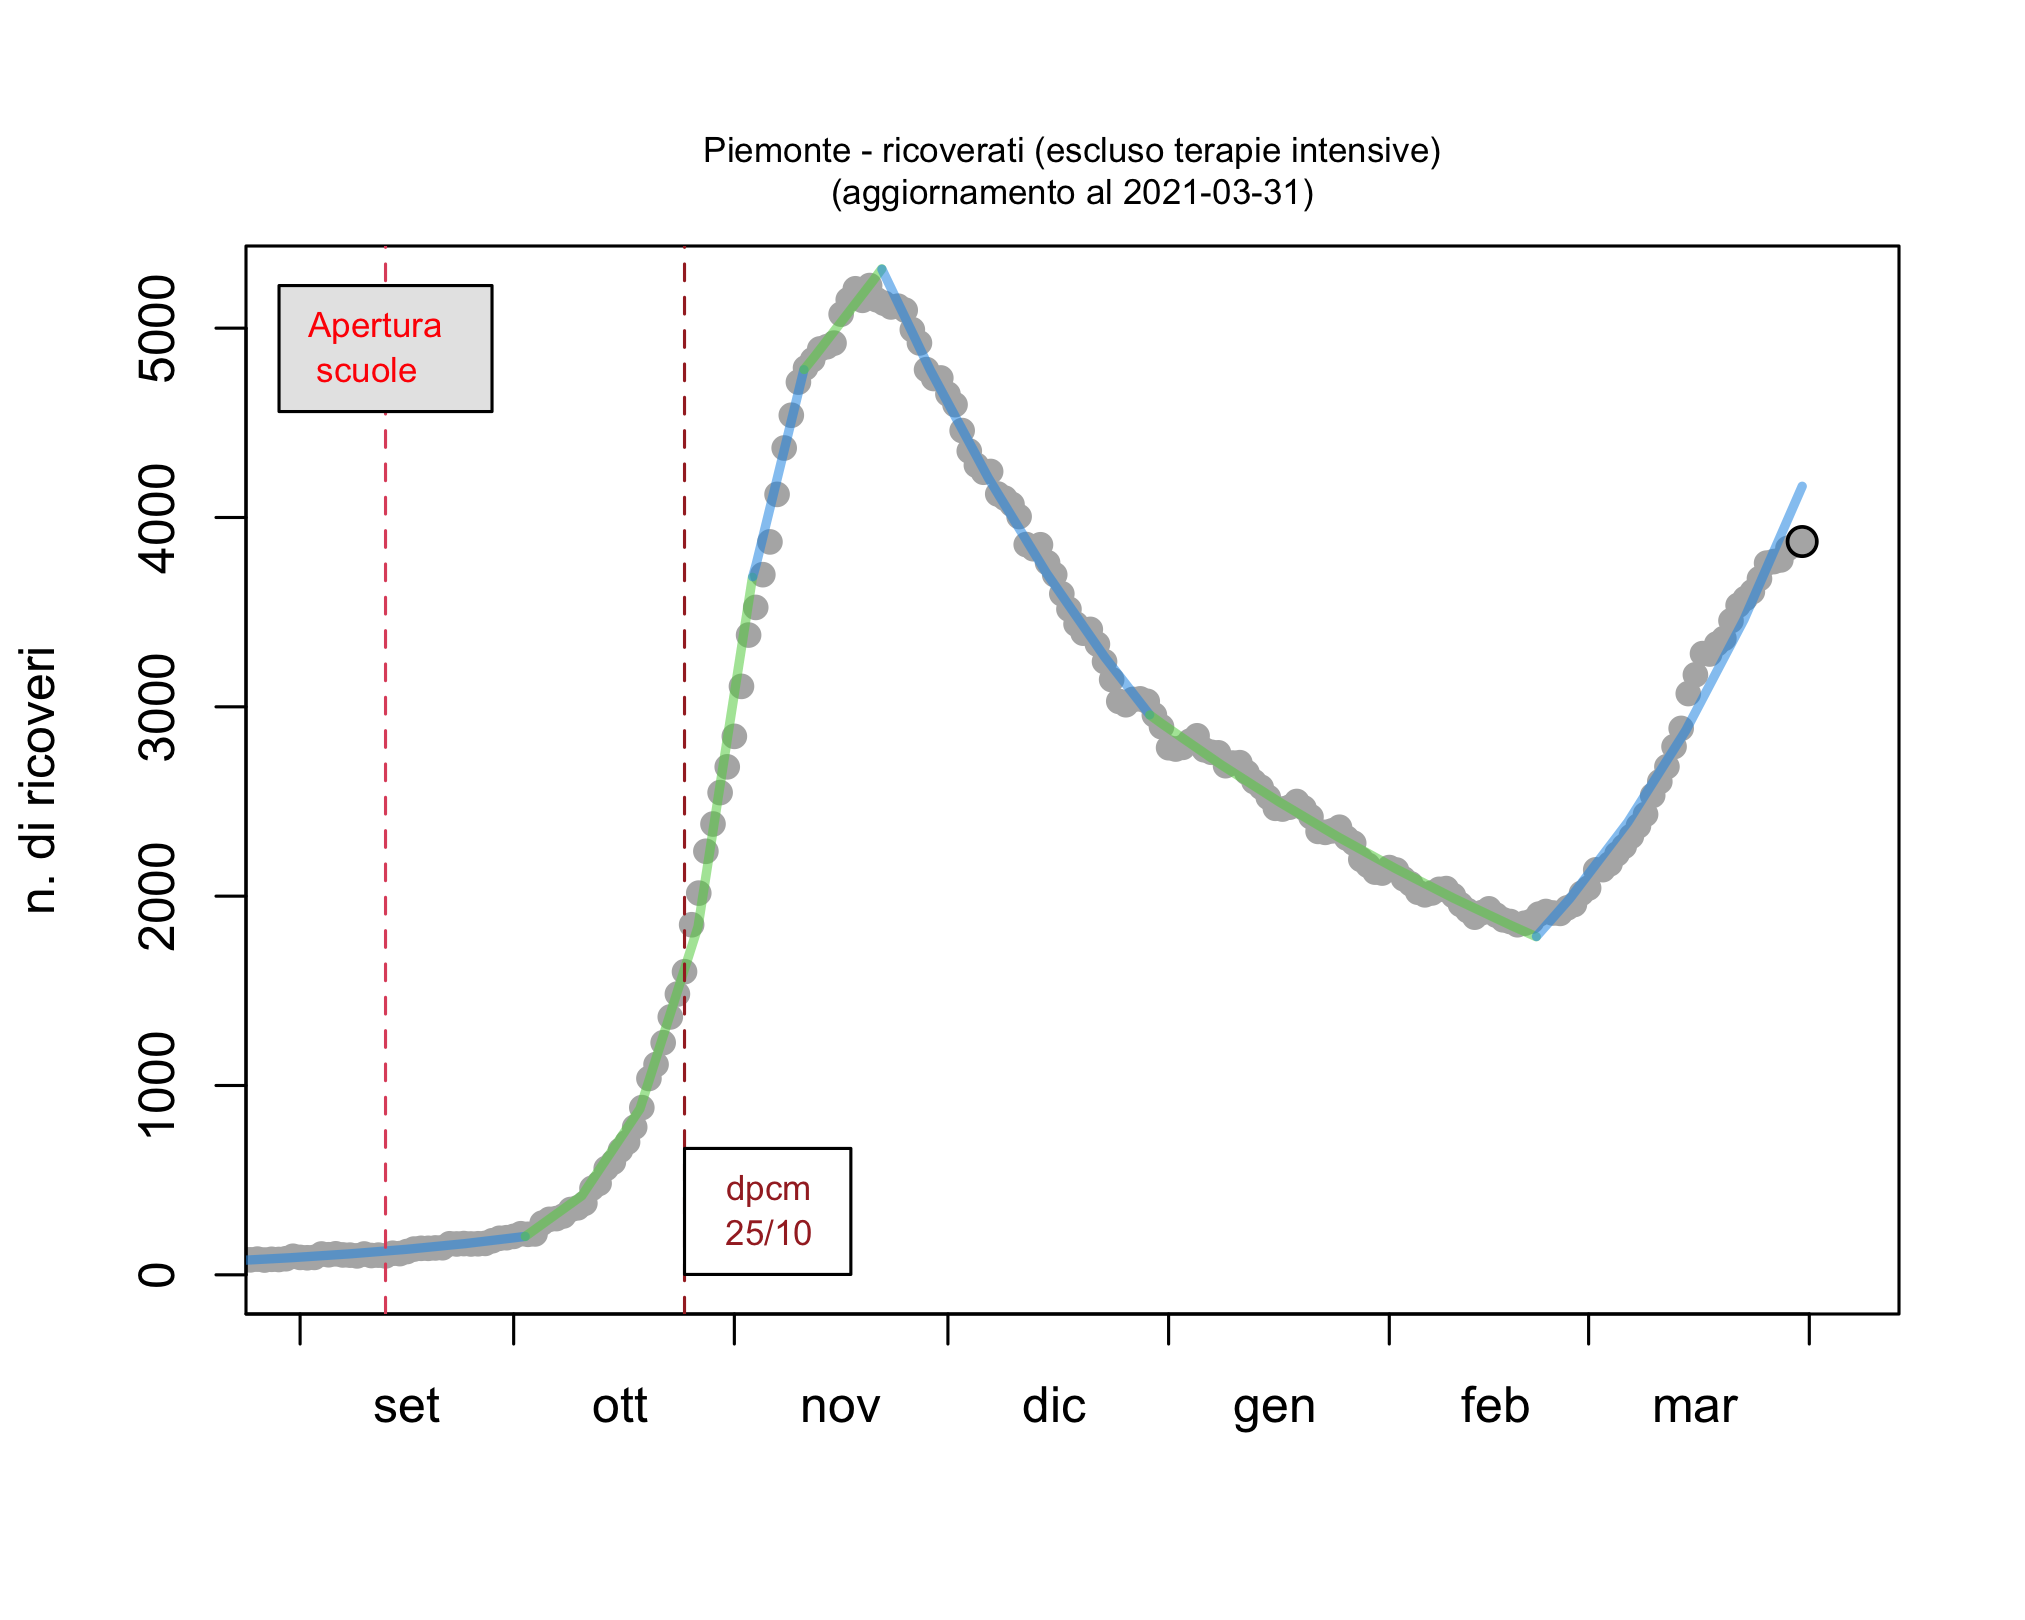 Piemonte - ricoverati (escluso terapie intensive)
(aggiornamento al 2021-03-31)
n. di ricoveri
5000
4000
3000
2000
1000
0
Apertura
scuole
dpcm
25/10
set
ott
nov
dic
gen
feb
mar